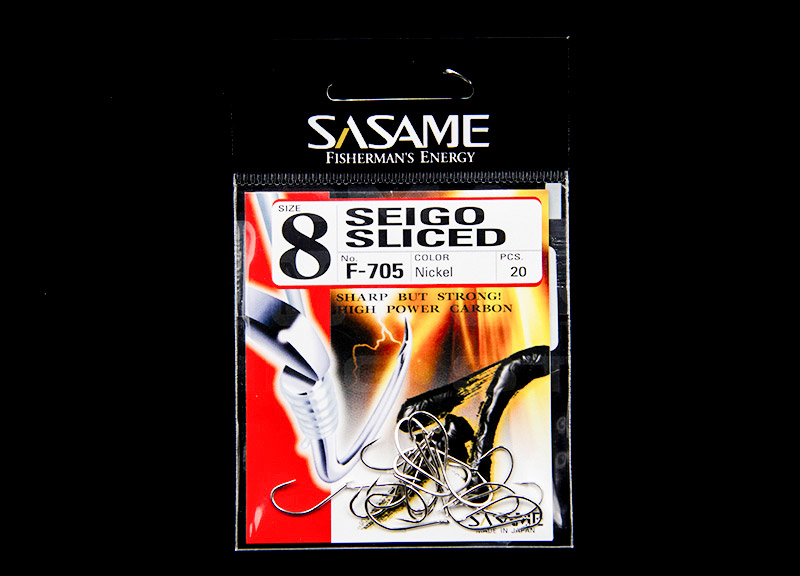 SASAME
FISHERMAN'S ENERGY
SIZE
8
SEIGO
SLICED
No.
F-705
COLOR
Nickel
PCS.
20
SHARP BUT STRONG!
HIGH POWER CARBON
SASAME
MADE IN JAPAN